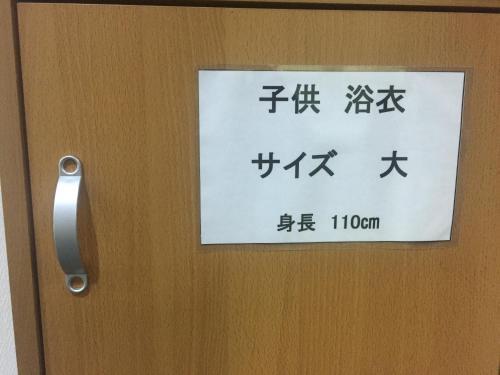 子供 浴衣
サイズ 大
身長 110cm